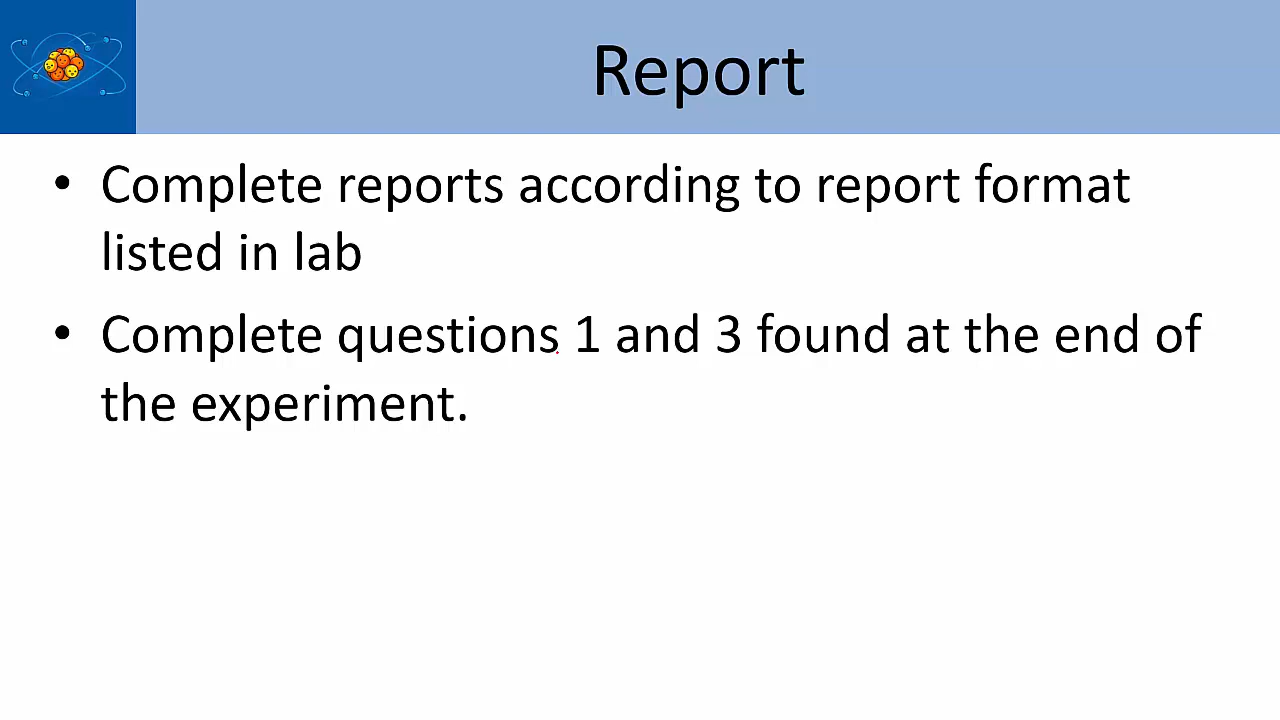 Report
• Complete reports according to report format
listed in lab
• Complete questions 1 and 3 found at the end of
the experiment.